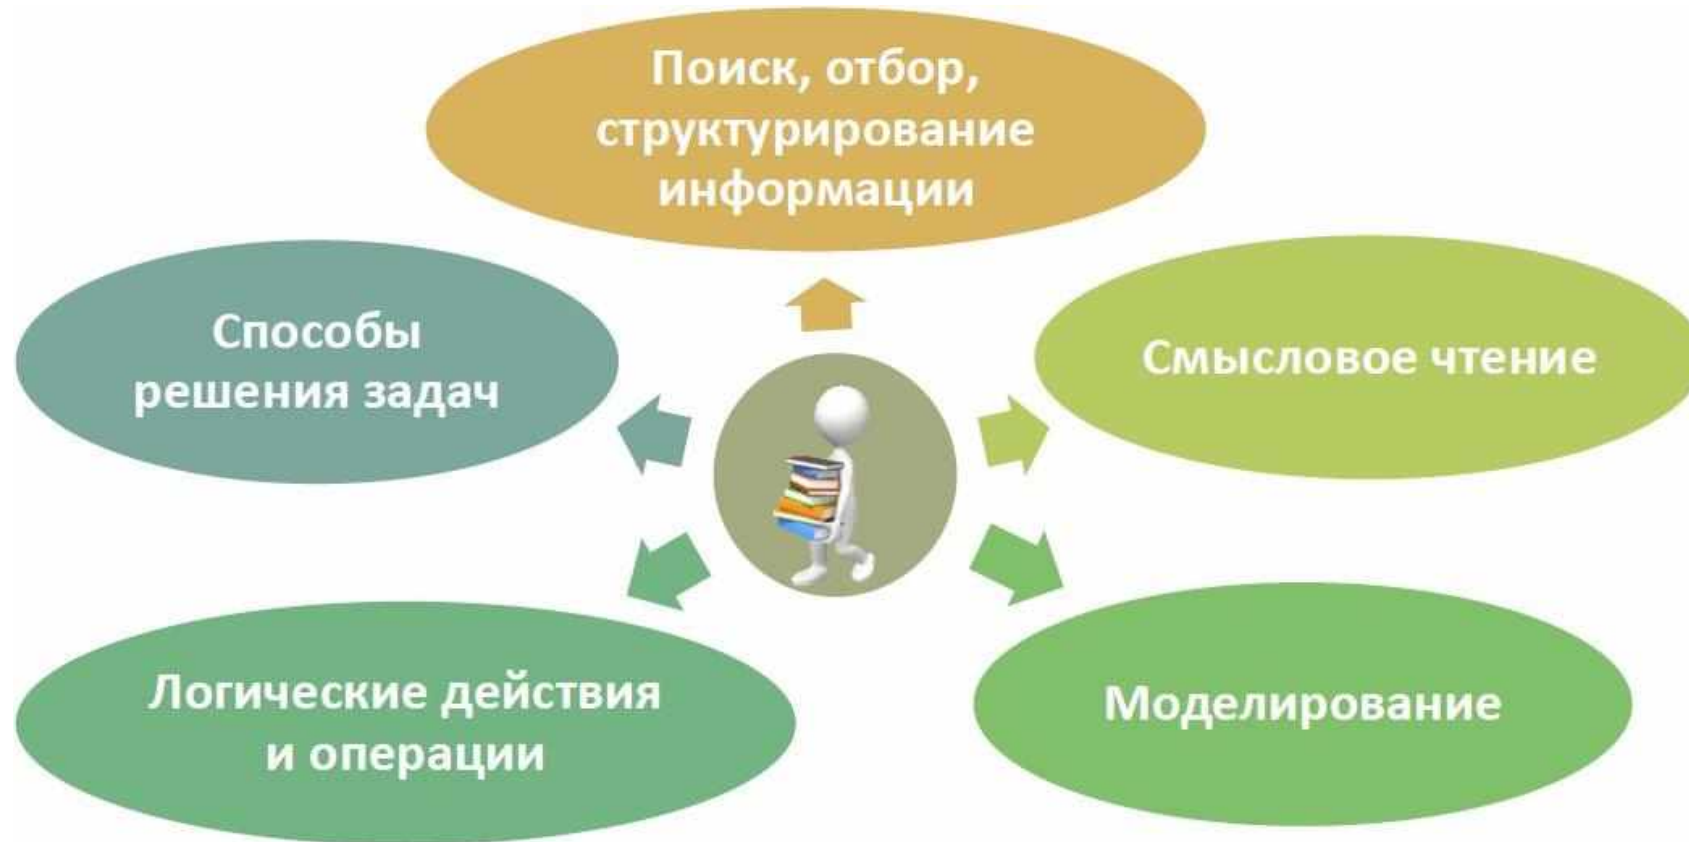 Поиск, отбор,
структурирование
информации
Способы
решения задач
Смысловое чтение
Логические действия
и операции
Моделирование